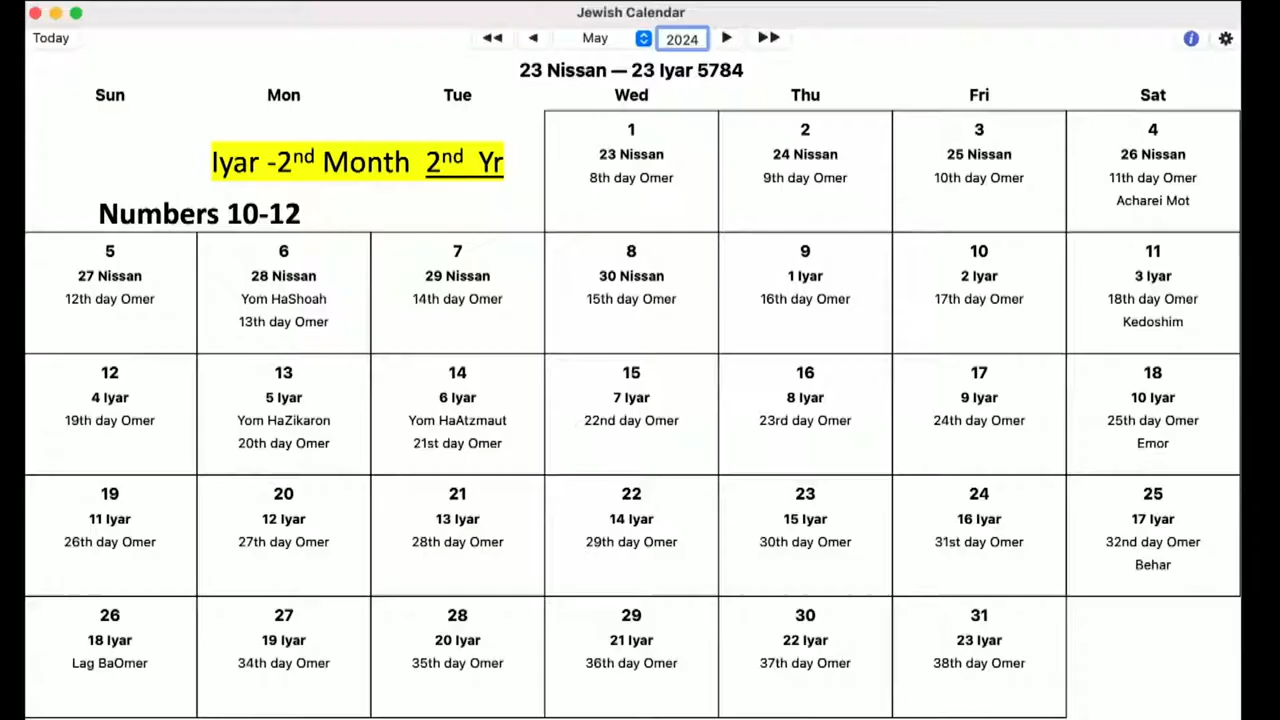 Jewish Calendar
Today
May
2024
23 Nissan — 23 Iyar 5784
Sun Mon Tue Wed Thu Fri Sat
Iyar -2nd Month 2nd Yr
Numbers 10-12
1
23 Nissan
8th day Omer
2
24 Nissan
9th day Omer
3
25 Nissan
10th day Omer
4
26 Nissan
11th day Omer
Acharei Mot
5
27 Nissan
12th day Omer
6
28 Nissan
Yom HaShoah
13th day Omer
7
29 Nissan
14th day Omer
8
30 Nissan
15th day Omer
9
1 Iyar
16th day Omer
10
2 Iyar
17th day Omer
11
3 Iyar
18th day Omer
Kedoshim
12
4 Iyar
19th day Omer
13
5 Iyar
Yom HaZikaron
20th day Omer
14
6 Iyar
Yom HaAtzmaut
21st day Omer
15
7 Iyar
22nd day Omer
16
8 Iyar
23rd day Omer
17
9 Iyar
24th day Omer
18
10 Iyar
25th day Omer
Emor
19
11 Iyar
26th day Omer
20
12 Iyar
27th day Omer
21
13 Iyar
28th day Omer
22
14 Iyar
29th day Omer
23
15 Iyar
30th day Omer
24
16 Iyar
31st day Omer
25
17 Iyar
32nd day Omer
Behar
26
18 Iyar
Lag BaOmer
27
19 Iyar
34th day Omer
28
20 Iyar
35th day Omer
29
21 Iyar
36th day Omer
30
22 Iyar
37th day Omer
31
23 Iyar
38th day Omer